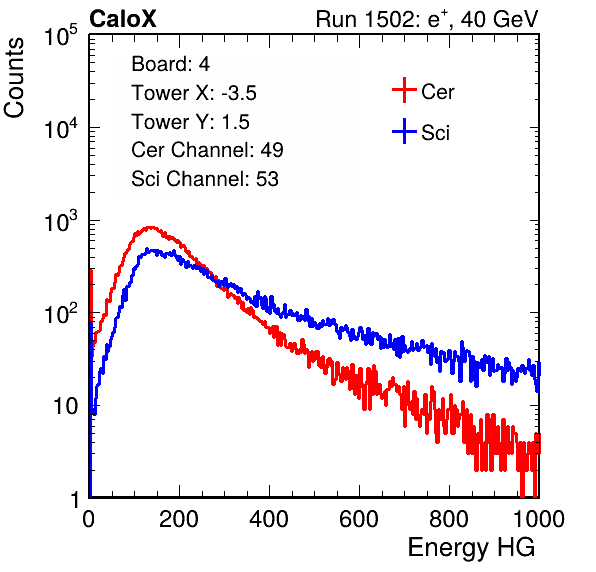 CaloX Run 1502: e⁺, 40 GeV
Counts
Board: 4
Tower X: -3.5
Tower Y: 1.5
Cer Channel: 49
Sci Channel: 53
Cer
Sci
10⁵
10⁴
10³
10²
10
1
0 200 400 600 800 1000
Energy HG